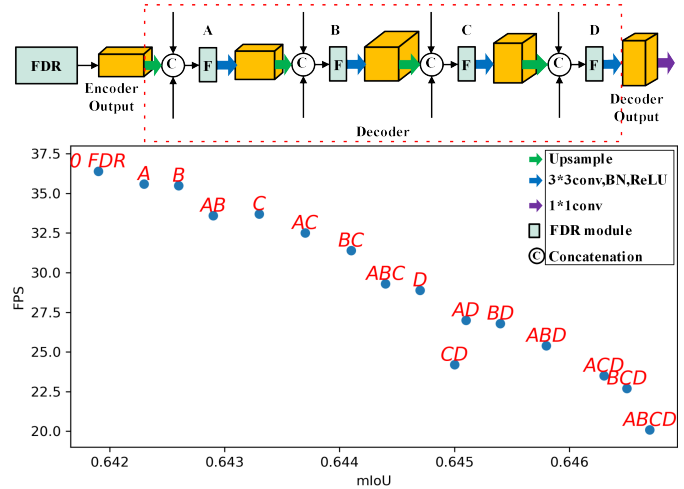 A B C D
FDR C F C F C F C F
Encoder
Output
Decoder
Decoder
Output
37.5
35.0
32.5
30.0
27.5
25.0
22.5
20.0
FPS
0 FDR
A
B
AB
C
AC
BC
ABC
D
AD
BD
CD
ABD
ACD
BCD
ABCD
Upsample
3*3conv,BN,ReLU
1*1conv
FDR module
C Concatenation
0.642 0.643 0.644 0.645 0.646
mIoU